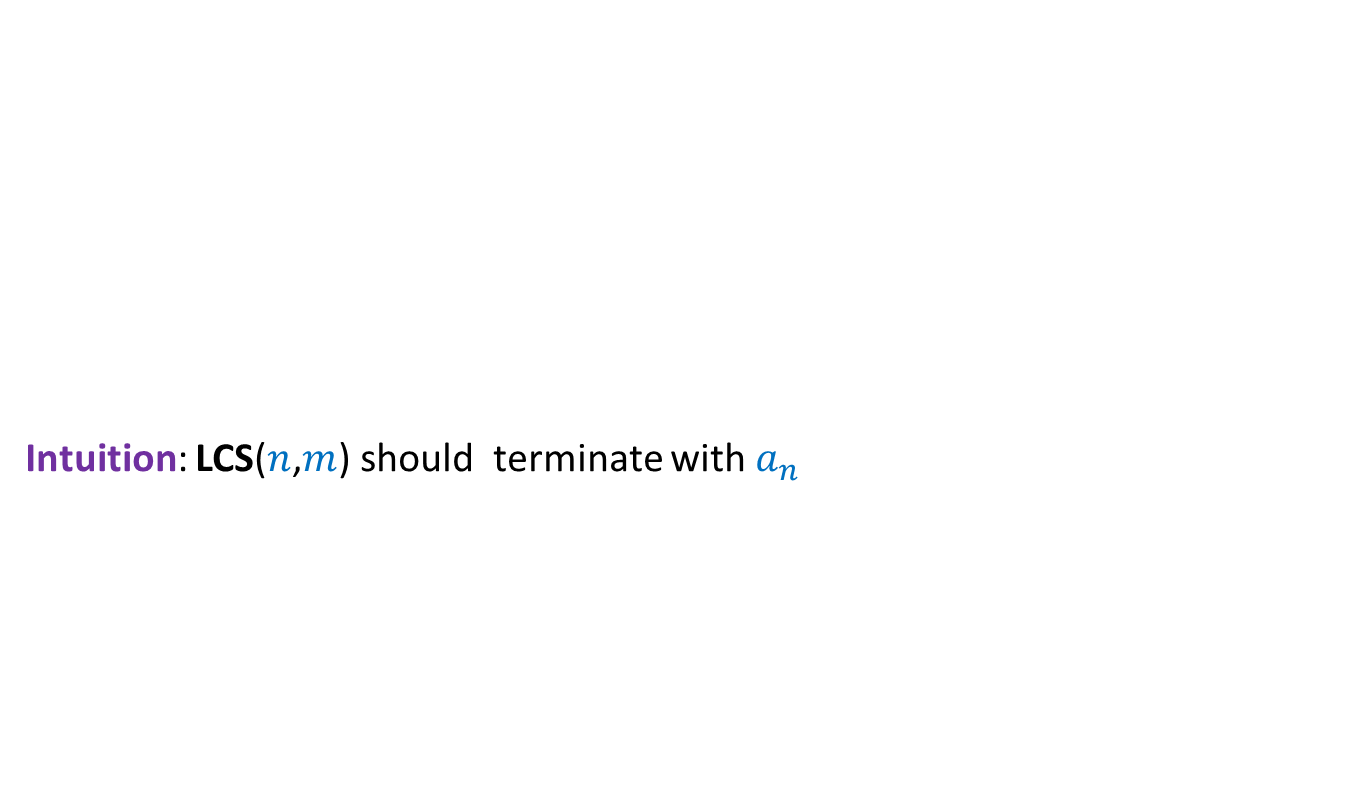 Intuition: LCS(n,m) should terminate with aₙ